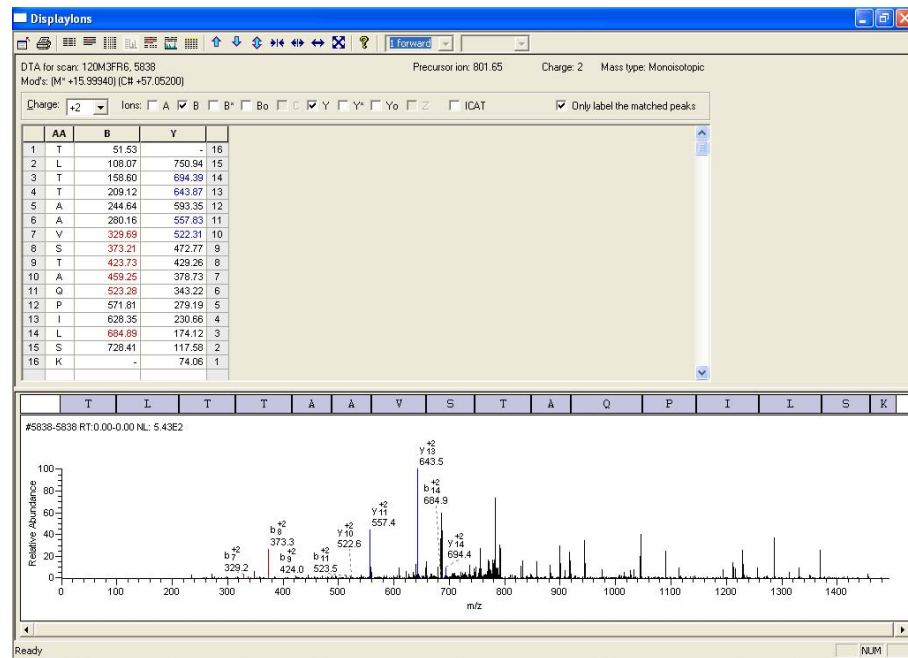 DisplayIons
1 forward
DTA for scan: 120M3FR6, 5838 Precursor ion: 801.65 Charge: 2 Mass type: Monoisotopic
Mod's: (M* +15.99940) (C# +57.05200)
Charge: +2 Ions: A B B* Bo C Y Y* Yo Z ICAT Only label the matched peaks
AA B Y
1 T 51.53 - 16
2 L 108.07 750.94 15
3 T 158.60 694.39 14
4 T 209.12 643.87 13
5 A 244.64 593.35 12
6 A 280.16 557.83 11
7 V 329.69 522.31 10
8 S 373.21 472.77 9
9 T 423.73 429.26 8
10 A 459.25 378.73 7
11 Q 523.28 343.22 6
12 P 571.81 279.19 5
13 I 628.35 230.66 4
14 L 684.89 174.12 3
15 S 728.41 117.58 2
16 K - 74.06 1
T L T T A A V S T A Q P I L S K
#5838-5838 RT:0.00-0.00 NL: 5.43E2
y 13 +2
643.5
b 14 +2
684.9
y 11 +2
557.4
b 8 +2
373.3
y 10 +2
522.6
y 14 +2
694.4
b 7 +2
329.2
b 9 +2
424.0
b 11 +2
523.5
Relative Abundance
100
80
60
40
20
0
0 100 200 300 400 500 600 700 800 900 1000 1100 1200 1300 1400
m/z
Ready NUM